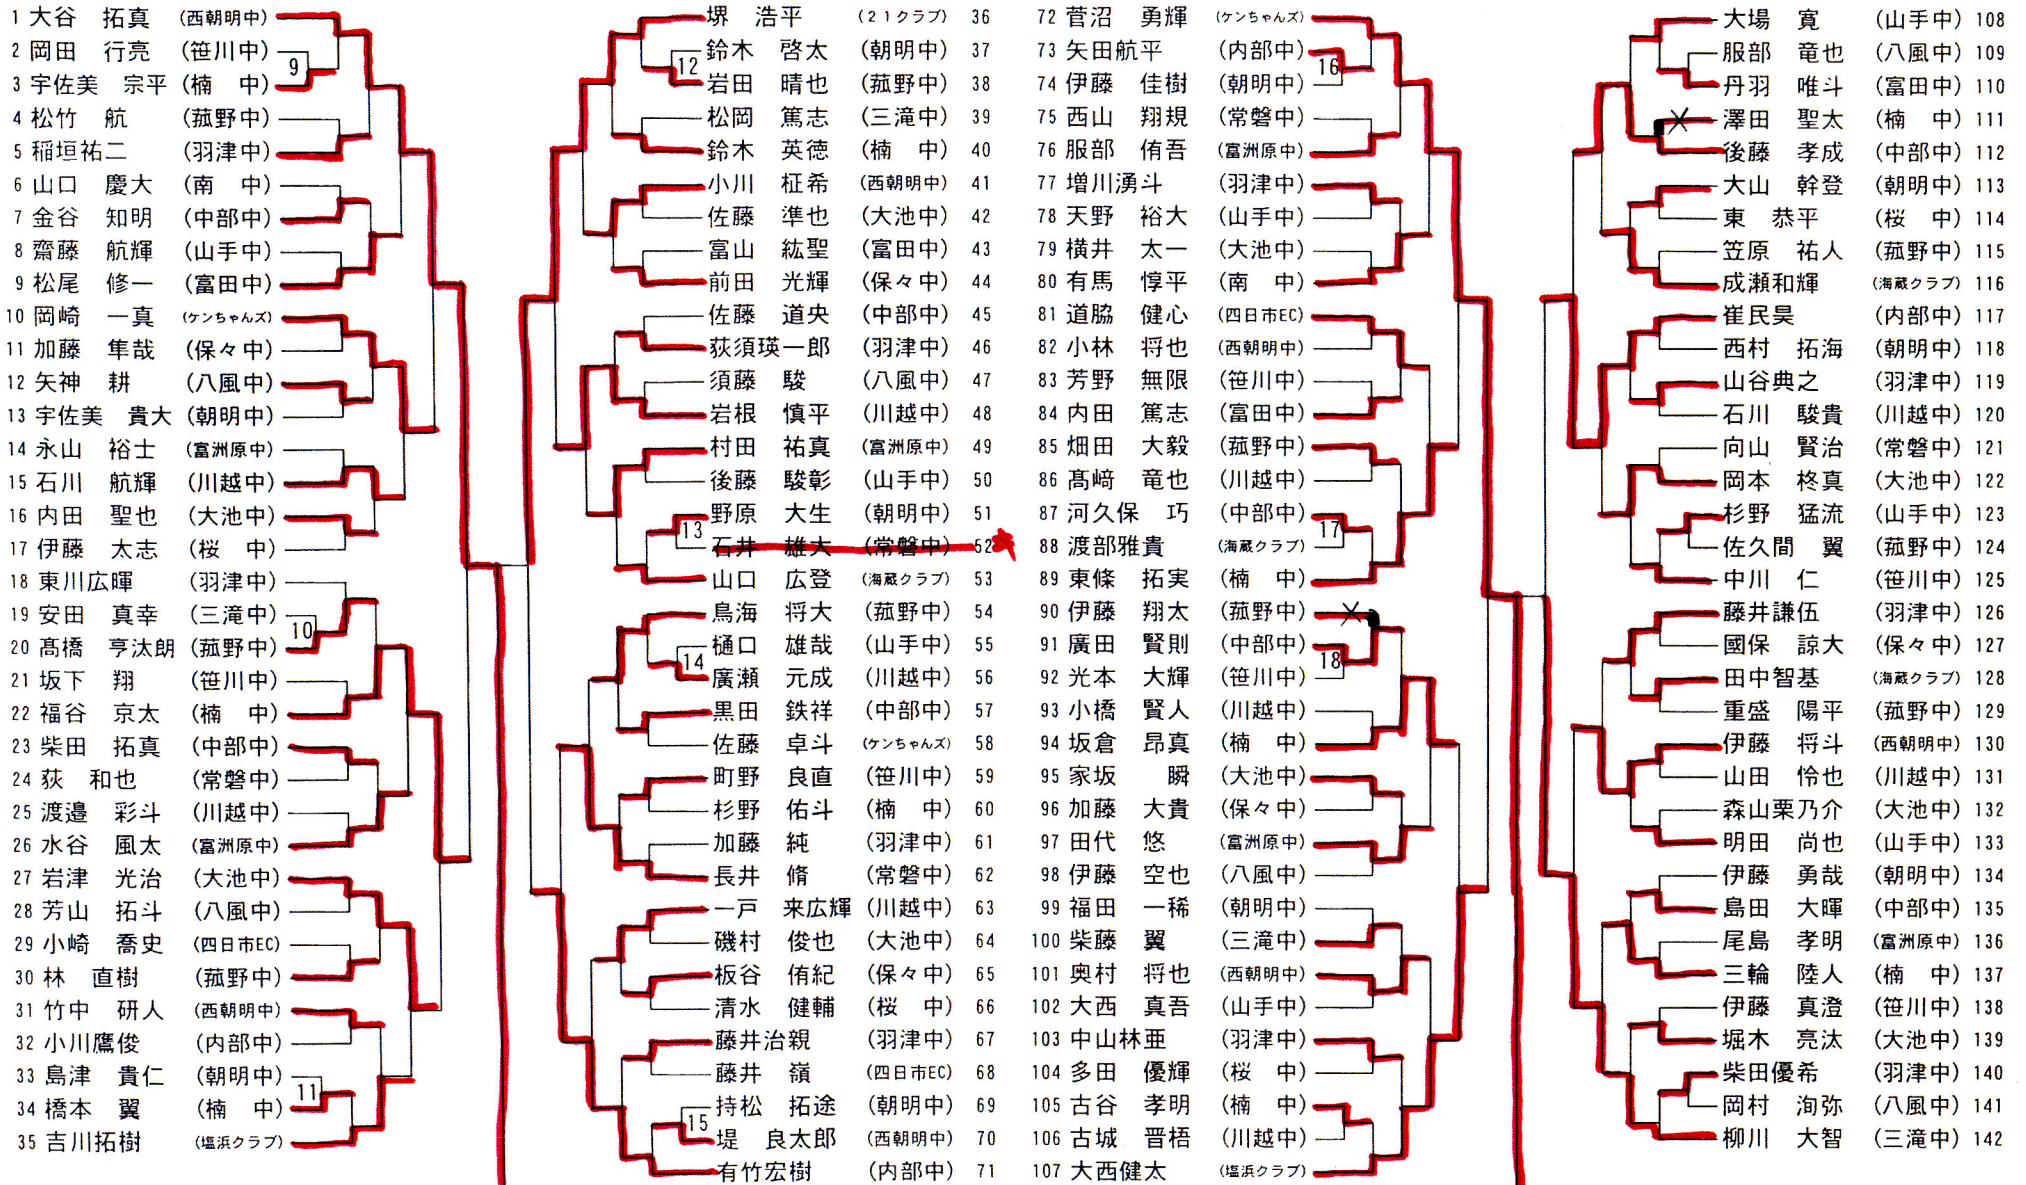 1 大谷 拓真 (西朝明中)
2 岡田 行亮 (笹川中)
3 宇佐美 宗平 (楠 中)
4 松竹 航 (菰野中)
5 稲垣祐二 (羽津中)
6 山口 慶大 (南 中)
7 金谷 知明 (中部中)
8 齋藤 航輝 (山手中)
9 松尾 修一 (富田中)
10 岡崎 一真 (ケンちゃんズ)
11 加藤 隼哉 (保々中)
12 矢神 耕 (八風中)
13 宇佐美 貴大 (朝明中)
14 永山 裕士 (富洲原中)
15 石川 航輝 (川越中)
16 内田 聖也 (大池中)
17 伊藤 太志 (桜 中)
18 東川広暉 (羽津中)
19 安田 真幸 (三滝中)
20 髙橋 亨汰朗 (菰野中)
21 坂下 翔 (笹川中)
22 福谷 京太 (楠 中)
23 柴田 拓真 (中部中)
24 荻 和也 (常磐中)
25 渡邉 彩斗 (川越中)
26 水谷 風太 (富洲原中)
27 岩津 光治 (大池中)
28 芳山 拓斗 (八風中)
29 小崎 喬史 (四日市EC)
30 林 直樹 (菰野中)
31 竹中 研人 (西朝明中)
32 小川鷹俊 (内部中)
33 島津 貴仁 (朝明中)
34 橋本 翼 (楠 中)
35 吉川拓樹 (塩浜クラブ)
9
10
11
堺 浩平 (21クラブ) 36
鈴木 啓太 (朝明中) 37
岩田 晴也 (菰野中) 38
松岡 篤志 (三滝中) 39
鈴木 英徳 (楠 中) 40
小川 柾希 (西朝明中) 41
佐藤 準也 (大池中) 42
富山 紘聖 (富田中) 43
前田 光輝 (保々中) 44
佐藤 道央 (中部中) 45
荻須瑛一郎 (羽津中) 46
須藤 駿 (八風中) 47
岩根 慎平 (川越中) 48
村田 祐真 (富洲原中) 49
後藤 駿彰 (山手中) 50
野原 大生 (朝明中) 51
石井 雄大 (常磐中) 52
山口 広登 (海蔵クラブ) 53
鳥海 将大 (菰野中) 54
樋口 雄哉 (山手中) 55
廣瀬 元成 (川越中) 56
黒田 鉄祥 (中部中) 57
佐藤 卓斗 (ケンちゃんズ) 58
町野 良直 (笹川中) 59
杉野 佑斗 (楠 中) 60
加藤 純 (羽津中) 61
長井 脩 (常磐中) 62
一戸 来広輝 (川越中) 63
磯村 俊也 (大池中) 64
板谷 侑紀 (保々中) 65
清水 健輔 (桜 中) 66
藤井治親 (羽津中) 67
藤井 嶺 (四日市EC) 68
持松 拓途 (朝明中) 69
堤 良太郎 (西朝明中) 70
有竹宏樹 (内部中) 71
12
13
14
15
72 菅沼 勇輝 (ケンちゃんズ)
73 矢田航平 (内部中)
74 伊藤 佳樹 (朝明中)
75 西山 翔規 (常磐中)
76 服部 侑吾 (富洲原中)
77 増川湧斗 (羽津中)
78 天野 裕大 (山手中)
79 横井 太一 (大池中)
80 有馬 惇平 (南 中)
81 道脇 健心 (四日市EC)
82 小林 将也 (西朝明中)
83 芳野 無限 (笹川中)
84 内田 篤志 (富田中)
85 畑田 大毅 (菰野中)
86 髙﨑 竜也 (川越中)
87 河久保 巧 (中部中)
88 渡部雅貴 (海蔵クラブ)
89 東條 拓実 (楠 中)
90 伊藤 翔太 (菰野中)
91 廣田 賢則 (中部中)
92 光本 大輝 (笹川中)
93 小橋 賢人 (川越中)
94 坂倉 昂真 (楠 中)
95 家坂 瞬 (大池中)
96 加藤 大貴 (保々中)
97 田代 悠 (富洲原中)
98 伊藤 空也 (八風中)
99 福田 一稀 (朝明中)
100 柴藤 翼 (三滝中)
101 奥村 将也 (西朝明中)
102 大西 真吾 (山手中)
103 中山林亜 (羽津中)
104 多田 優輝 (桜 中)
105 古谷 孝明 (楠 中)
106 古城 晋梧 (川越中)
107 大西健太 (塩浜クラブ)
16
17
18
大場 寛 (山手中) 108
服部 竜也 (八風中) 109
丹羽 唯斗 (富田中) 110
澤田 聖太 (楠 中) 111
後藤 孝成 (中部中) 112
大山 幹登 (朝明中) 113
東 恭平 (桜 中) 114
笠原 祐人 (菰野中) 115
成瀬和輝 (海蔵クラブ) 116
崔民昊 (内部中) 117
西村 拓海 (朝明中) 118
山谷典之 (羽津中) 119
石川 駿貴 (川越中) 120
向山 賢治 (常磐中) 121
岡本 柊真 (大池中) 122
杉野 猛流 (山手中) 123
佐久間 翼 (菰野中) 124
中川 仁 (笹川中) 125
藤井謙伍 (羽津中) 126
國保 諒大 (保々中) 127
田中智基 (海蔵クラブ) 128
重盛 陽平 (菰野中) 129
伊藤 将斗 (西朝明中) 130
山田 怜也 (川越中) 131
森山栗乃介 (大池中) 132
明田 尚也 (山手中) 133
伊藤 勇哉 (朝明中) 134
島田 大暉 (中部中) 135
尾島 孝明 (富洲原中) 136
三輪 陸人 (楠 中) 137
伊藤 真澄 (笹川中) 138
堀木 亮汰 (大池中) 139
柴田優希 (羽津中) 140
岡村 洵弥 (八風中) 141
柳川 大智 (三滝中) 142